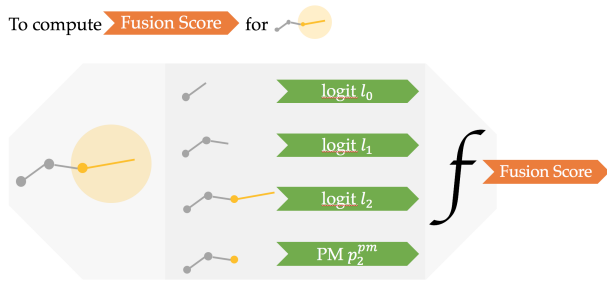 To compute Fusion Score for
logit l₀
logit l₁
logit l₂
PM p₂ᵖᵐ
f
Fusion Score